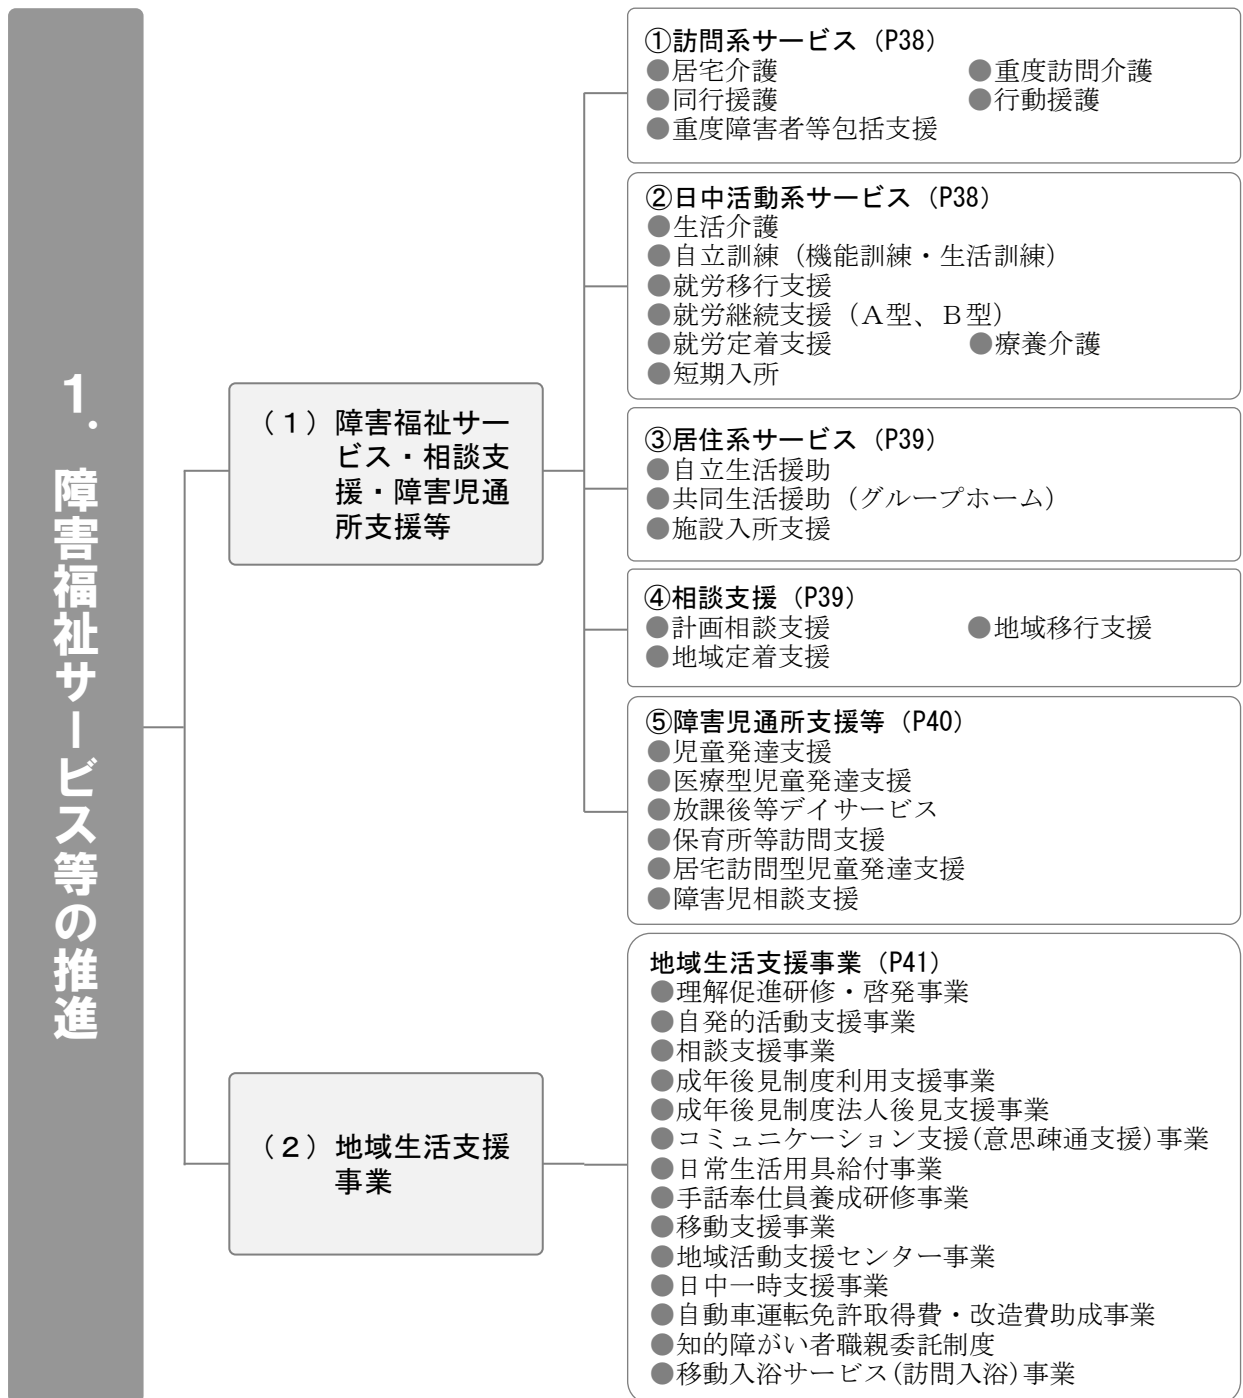 1. 障害福祉サービス等の推進
（１）障害福祉サー
ビス・相談支
援・障害児通
所支援等
①訪問系サービス（P38）
●居宅介護 ●重度訪問介護
●同行援護 ●行動援護
●重度障害者等包括支援
②日中活動系サービス（P38）
●生活介護
●自立訓練（機能訓練・生活訓練）
●就労移行支援
●就労継続支援（Ａ型、Ｂ型）
●就労定着支援 ●療養介護
●短期入所
③居住系サービス（P39）
●自立生活援助
●共同生活援助（グループホーム）
●施設入所支援
④相談支援（P39）
●計画相談支援 ●地域移行支援
●地域定着支援
⑤障害児通所支援等（P40）
●児童発達支援
●医療型児童発達支援
●放課後等デイサービス
●保育所等訪問支援
●居宅訪問型児童発達支援
●障害児相談支援
（２）地域生活支援
事業
地域生活支援事業（P41）
●理解促進研修・啓発事業
●自発的活動支援事業
●相談支援事業
●成年後見制度利用支援事業
●成年後見制度法人後見支援事業
●コミュニケーション支援(意思疎通支援)事業
●日常生活用具給付事業
●手話奉仕員養成研修事業
●移動支援事業
●地域活動支援センター事業
●日中一時支援事業
●自動車運転免許取得費・改造費助成事業
●知的障がい者職親委託制度
●移動入浴サービス(訪問入浴)事業